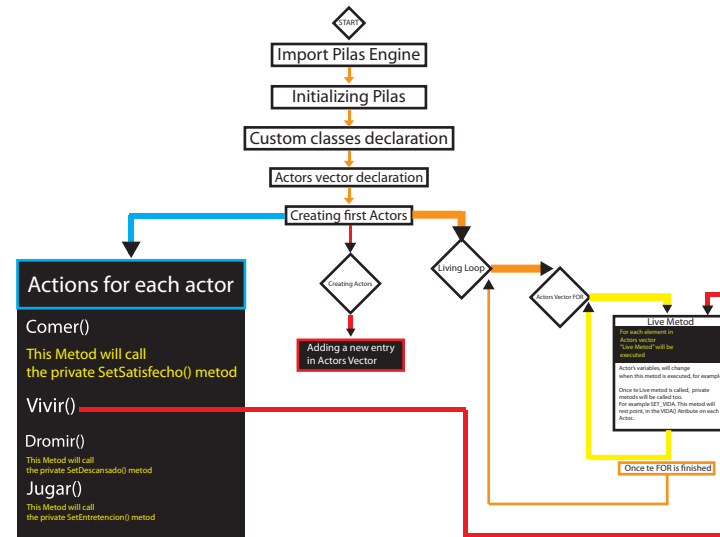 START
Import Pilas Engine
Initializing Pilas
Custom classes declaration
Actors vector declaration
Creating first Actors
Actions for each actor
Comer()
This Metod will call
the private SetSatisfecho() metod
Vivir()
Dromir()
This Metod will call
the private SetDescansado() metod
Jugar()
This Metod will call
the private SetEntretencion() metod
Creating Actors
Adding a new entry
in Actors Vector
Living Loop
Actors Vector FOR
Live Metod
For each element in
Actors vector
"Live Metod" will be
executed
Actor's variables, will change
when this metod is executed, for example
Once te Live metod is called, private
metods will be called too.
For example SET_VIDA. This metod will
rest point, in the VIDA() Atribute on each
Actor.
Once te FOR is finished